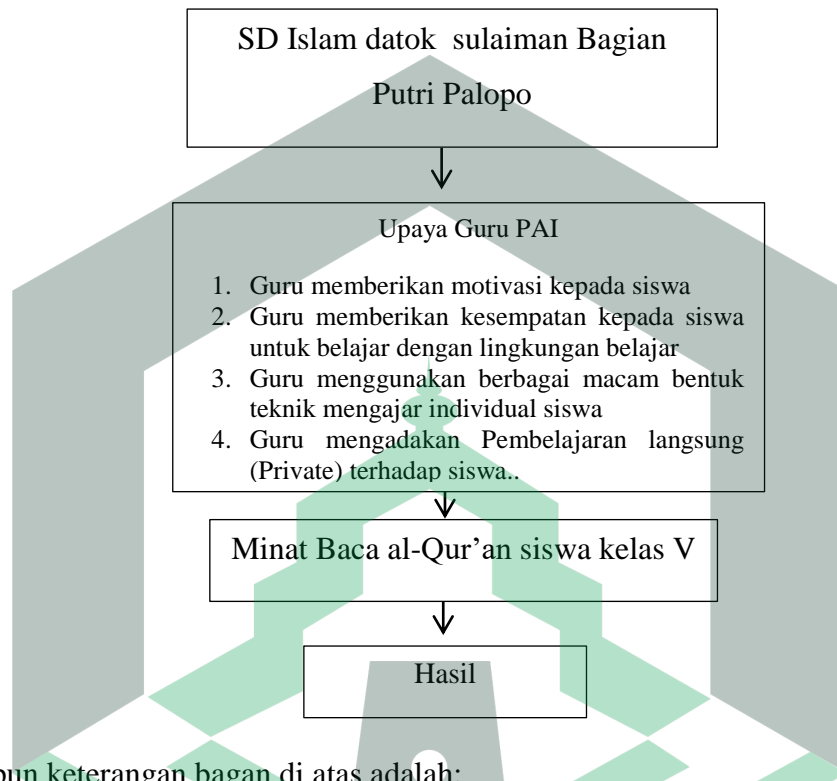 SD Islam datok sulaiman Bagian
Putri Palopo
Upaya Guru PAI
1. Guru memberikan motivasi kepada siswa
2. Guru memberikan kesempatan kepada siswa
untuk belajar dengan lingkungan belajar
3. Guru menggunakan berbagai macam bentuk
teknik mengajar individual siswa
4. Guru mengadakan Pembelajaran langsung
(Private) terhadap siswa..
Minat Baca al-Qur'an siswa kelas V
Hasil
keterangan bagan di atas adalah: